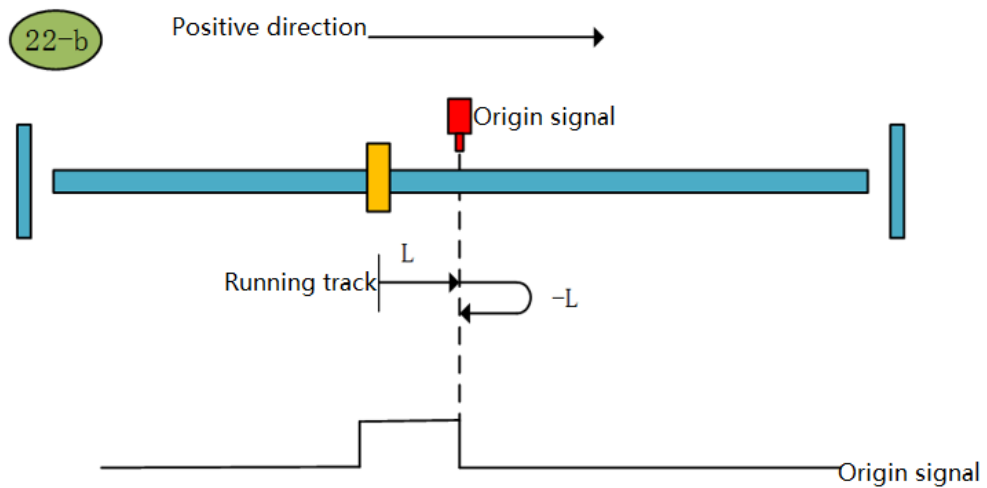 22-b
Positive direction
Origin signal
L
Running track
-L
Origin signal